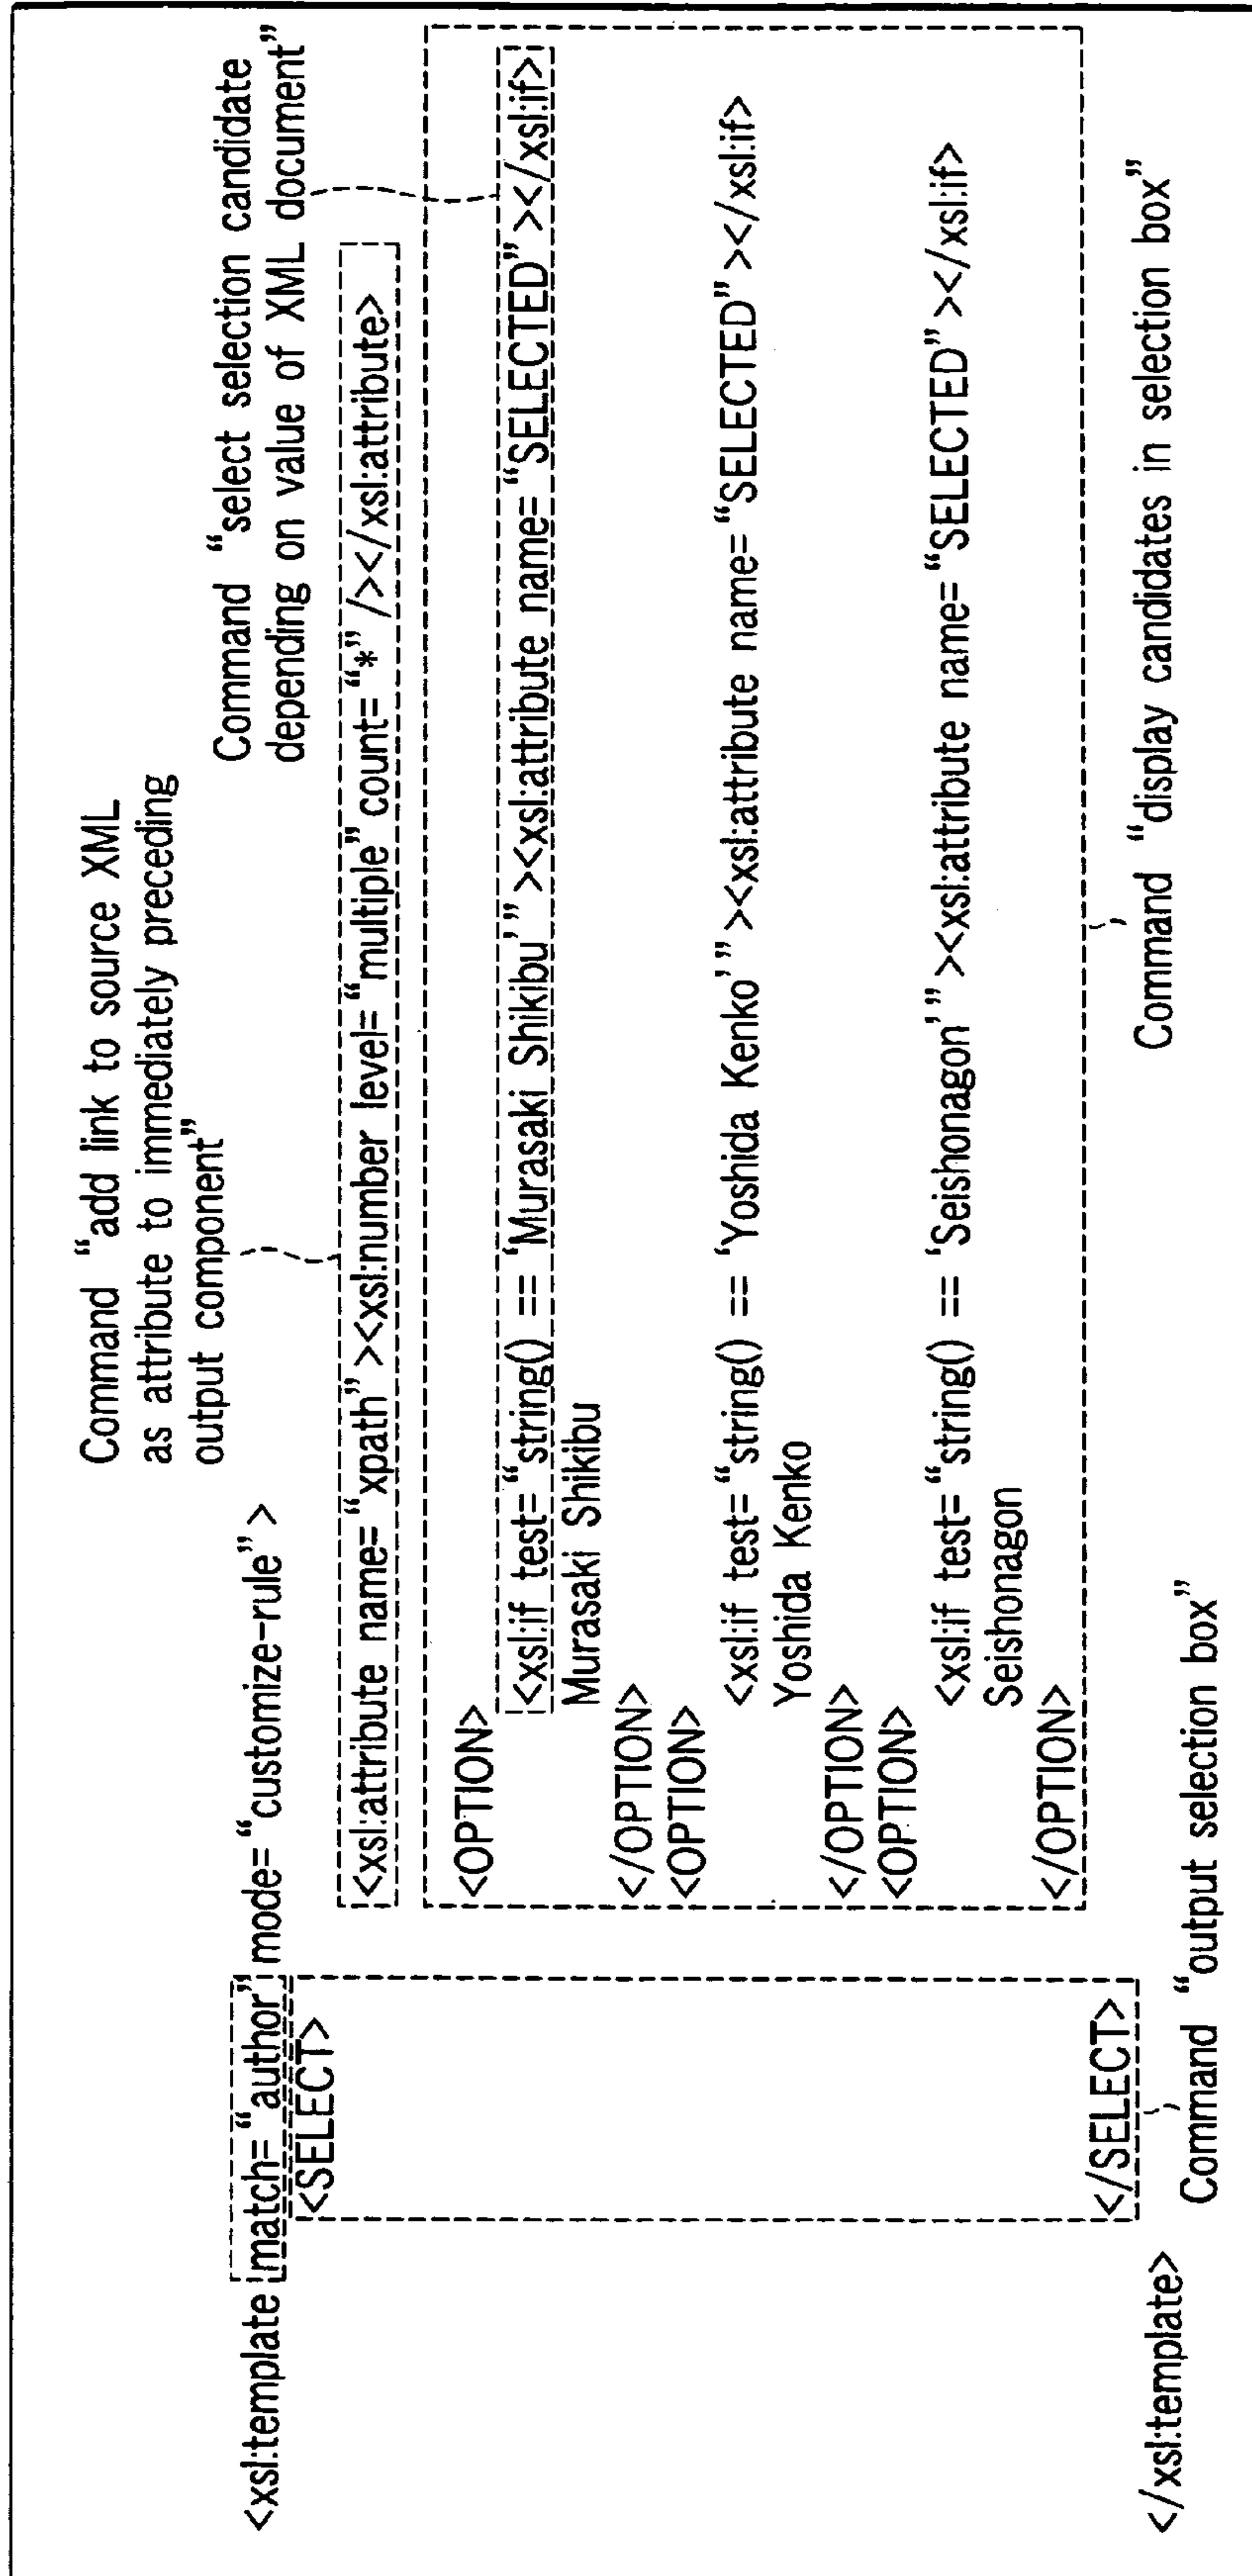 Command “add link to source XML
as attribute to immediately preceding
output component”
Command “select selection candidate
depending on value of XML document”
<xsl:template match=“author” mode=“customize-rule”>
<SELECT>
<xsl:attribute name=“xpath”><xsl:number level=“multiple” count=“*” /></xsl:attribute>
<OPTION>
<xsl:if test=“string() == ‘Murasaki Shikibu’”><xsl:attribute name=“SELECTED”></xsl:if>
Murasaki Shikibu
</OPTION>
<OPTION>
<xsl:if test=“string() == ‘Yoshida Kenko’”><xsl:attribute name=“SELECTED”></xsl:if>
Yoshida Kenko
</OPTION>
<OPTION>
<xsl:if test=“string() == ‘Seishonagon’”><xsl:attribute name=“SELECTED”></xsl:if>
Seishonagon
</OPTION>
</SELECT>
</xsl:template>
Command “output selection box”
Command “display candidates in selection box”